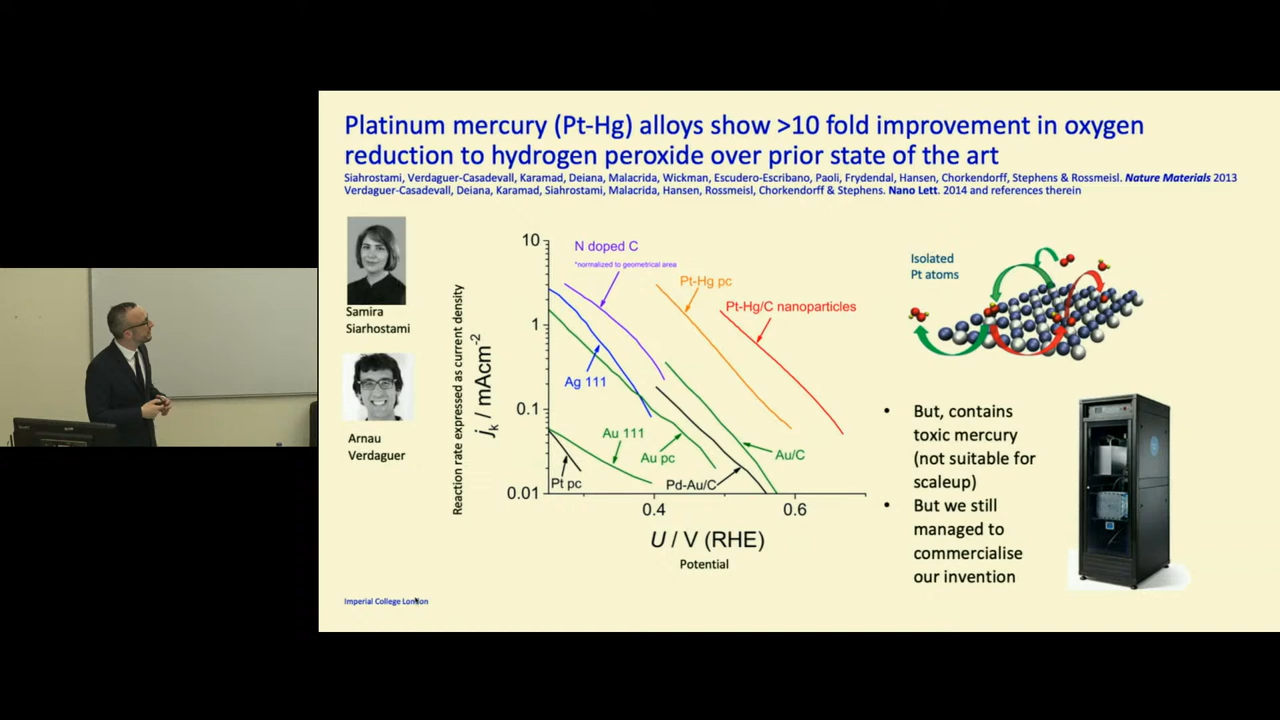 Platinum mercury (Pt-Hg) alloys show >10 fold improvement in oxygen
reduction to hydrogen peroxide over prior state of the art
Siahrostami, Verdaguer-Casadevall, Karamad, Deiana, Malacrida, Wickman, Escudero-Escribano, Paoli, Frydendal, Hansen, Chorkendorff, Stephens & Rossmeisl. Nature Materials 2013
Verdaguer-Casadevall, Deiana, Karamad, Siahrostami, Malacrida, Hansen, Rossmeisl, Chorkendorff & Stephens. Nano Lett. 2014 and references therein
Samira
Siarhostami
Arnau
Verdaguer
Reaction rate expressed as current density
jk / mAcm-2
10
1
0.1
0.01
N doped C
*normalized to geometrical area
Pt-Hg pc
Pt-Hg/C nanoparticles
Ag 111
Au 111
Au pc
Au/C
Pt pc
Pd-Au/C
0.4
0.6
U / V (RHE)
Potential
Isolated
Pt atoms
• But, contains
toxic mercury
(not suitable for
scaleup)
• But we still
managed to
commercialise
our invention
Imperial College London